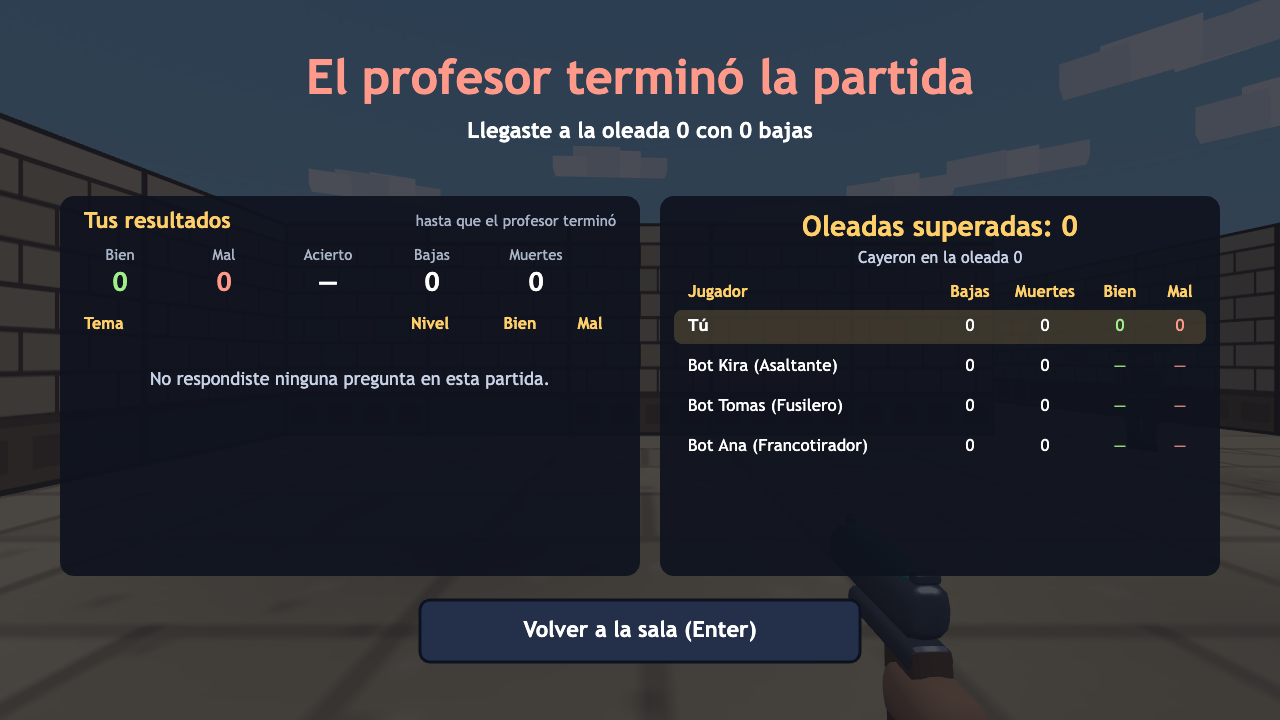 El profesor terminó la partida
Llegaste a la oleada 0 con 0 bajas
Tus resultados hasta que el profesor terminó
Bien Mal Acierto Bajas Muertes
0 0 — 0 0
Tema Nivel Bien Mal
No respondiste ninguna pregunta en esta partida.
Oleadas superadas: 0
Cayeron en la oleada 0
Jugador Bajas Muertes Bien Mal
Tú 0 0 0 0
Bot Kira (Asaltante) 0 0 — —
Bot Tomas (Fusilero) 0 0 — —
Bot Ana (Francotirador) 0 0 — —
Volver a la sala (Enter)